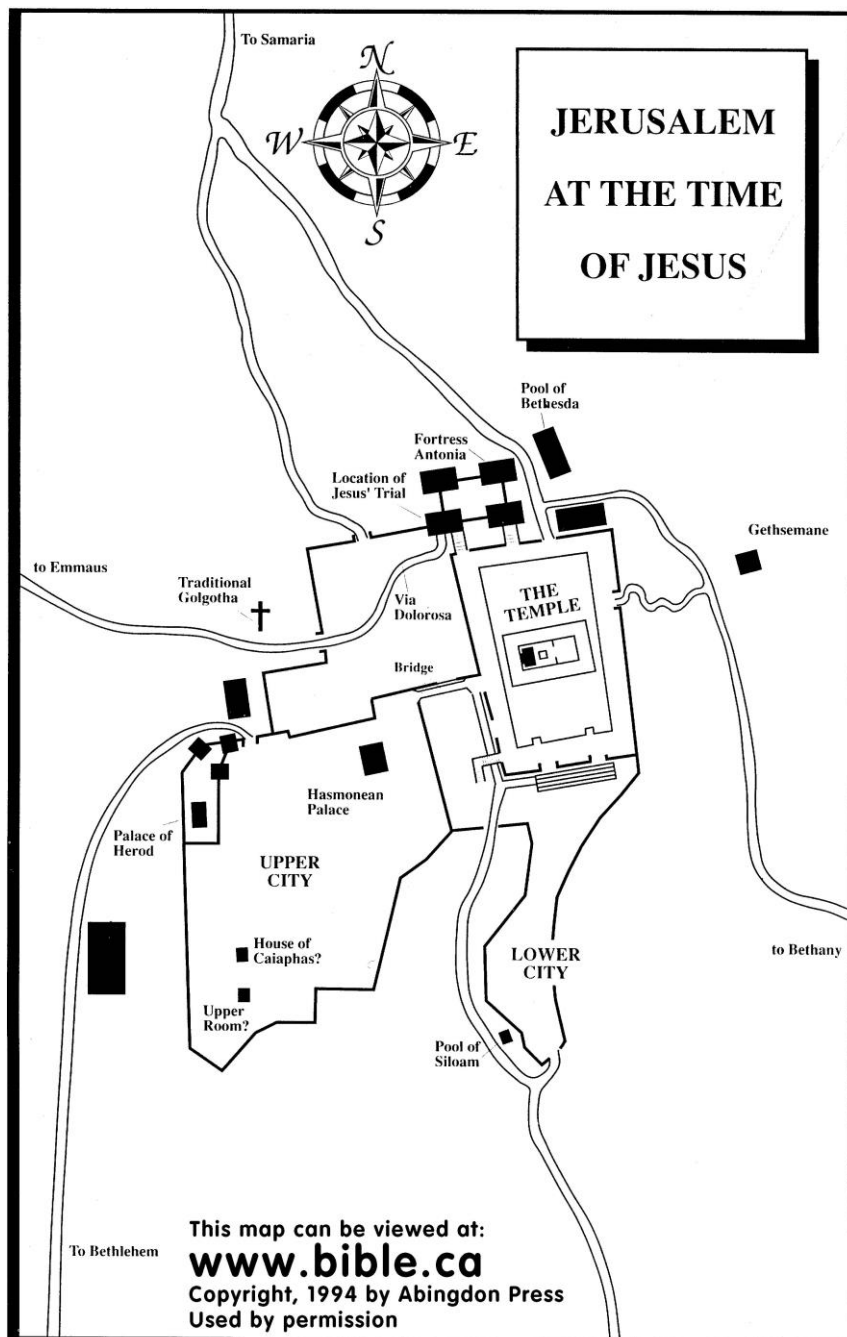 To Samaria
N
W
E
S
JERUSALEM
AT THE TIME
OF JESUS
Pool of
Bethesda
Fortress
Antonia
Location of
Jesus' Trial
Gethsemane
to Emmaus
Traditional
Golgotha
Via
Dolorosa
THE
TEMPLE
Bridge
Hasmonean
Palace
Palace of
Herod
UPPER
CITY
House of
Caiaphas?
Upper
Room?
LOWER
CITY
to Bethany
Pool of
Siloam
To Bethlehem
This map can be viewed at:
www.bible.ca
Copyright, 1994 by Abingdon Press
Used by permission